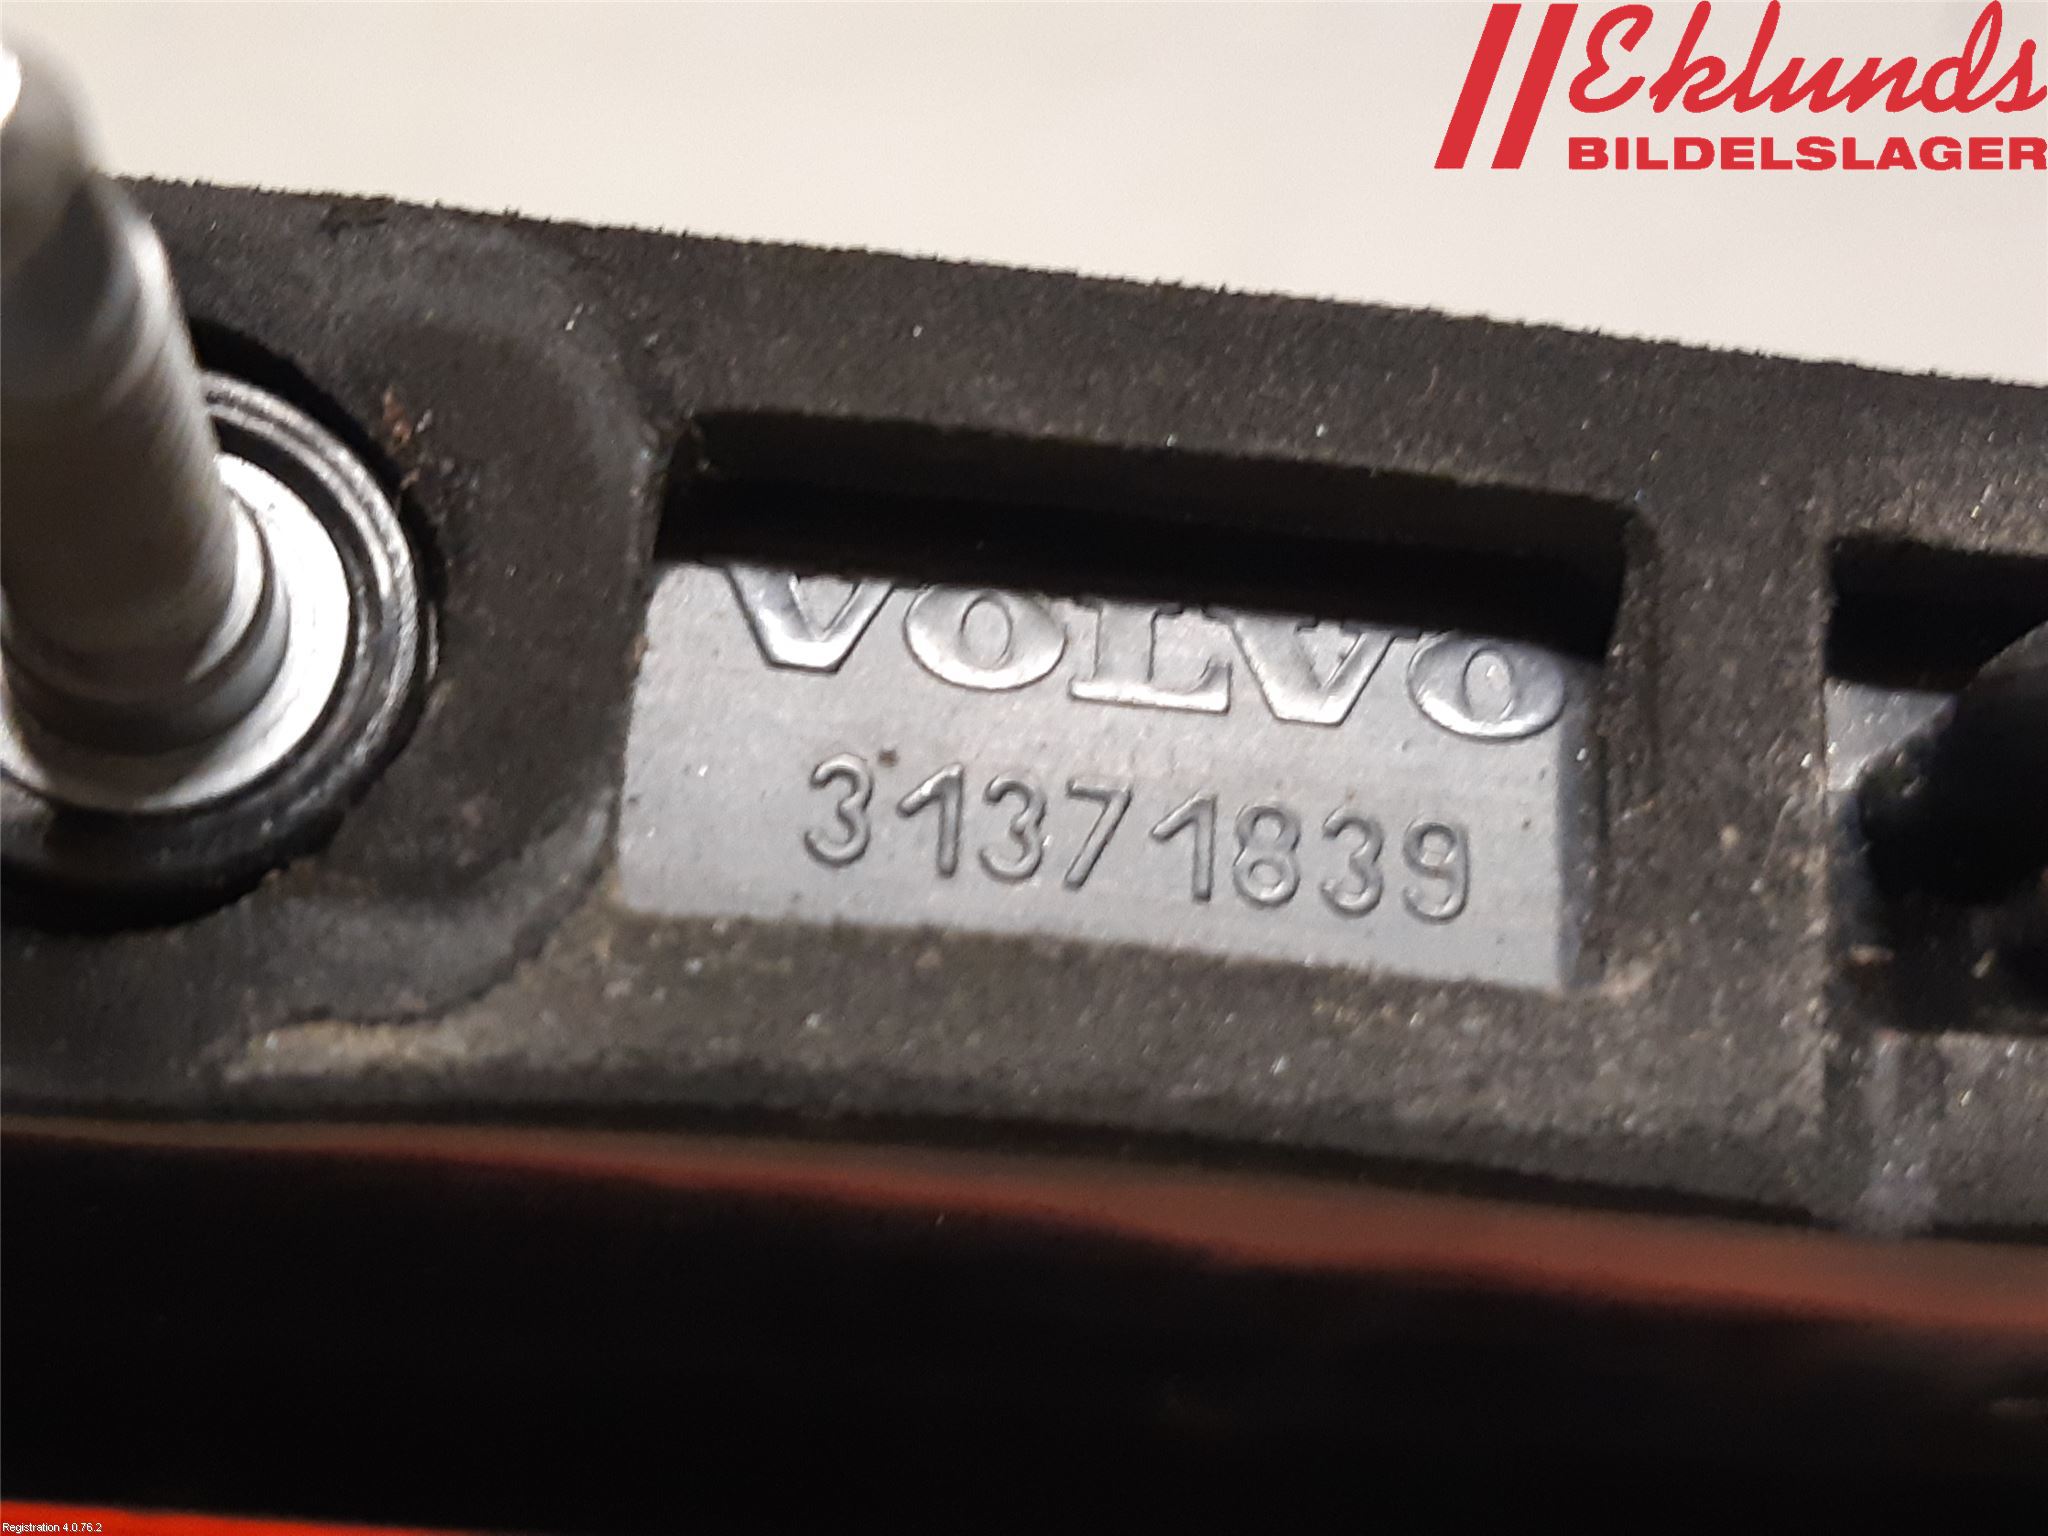 Eklunds
BILDELSLAGER
VOLVO
31371839
Registration 4.0.76.2